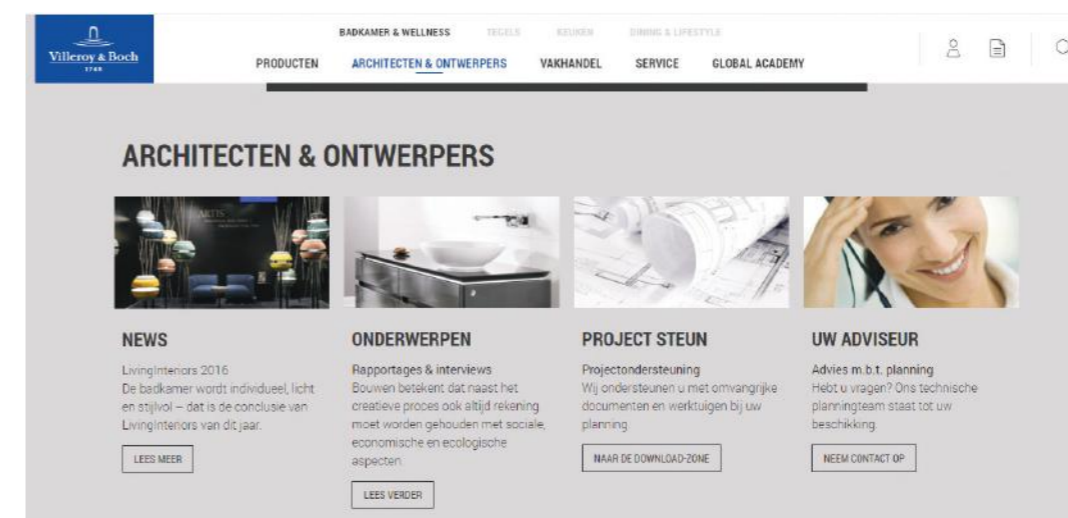 Villeroy & Boch
1748
BADKAMER & WELLNESS TEGELS KEUKEN DINING & LIFESTYLE
PRODUCTEN ARCHITECTEN & ONTWERPERS VAKHANDEL SERVICE GLOBAL ACADEMY
ARCHITECTEN & ONTWERPERS
ARTIS
NEWS
LivingInteriors 2016
De badkamer wordt individueel, licht
en stijlvol – dat is de conclusie van
LivingInteriors van dit jaar.
LEES MEER
ONDERWERPEN
Rapportages & interviews
Bouwen betekent dat naast het
creatieve proces ook altijd rekening
moet worden gehouden met sociale,
economische en ecologische
aspecten.
LEES VERDER
PROJECT STEUN
Projectondersteuning
Wij ondersteunen u met omvangrijke
documenten en werktuigen bij uw
planning.
NAAR DE DOWNLOAD-ZONE
UW ADVISEUR
Advies m.b.t. planning
Hebt u vragen? Ons technische
planningteam staat tot uw
beschikking.
NEEM CONTACT OP